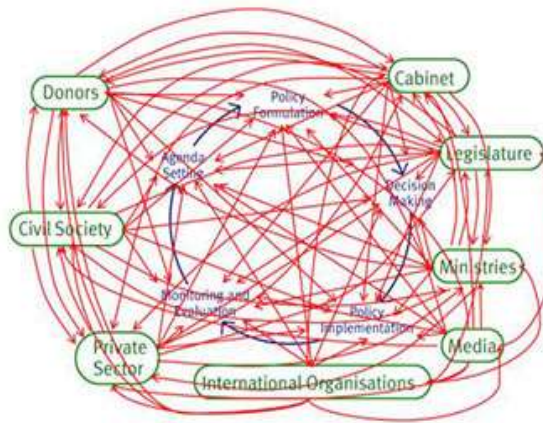 Donors
Cabinet
Policy
Formulation
Agenda
Setting
Legislature
Decision
Making
Civil Society
Ministries
Monitoring and
Evaluation
Policy
Implementation
Private
Sector
Media
International Organisations